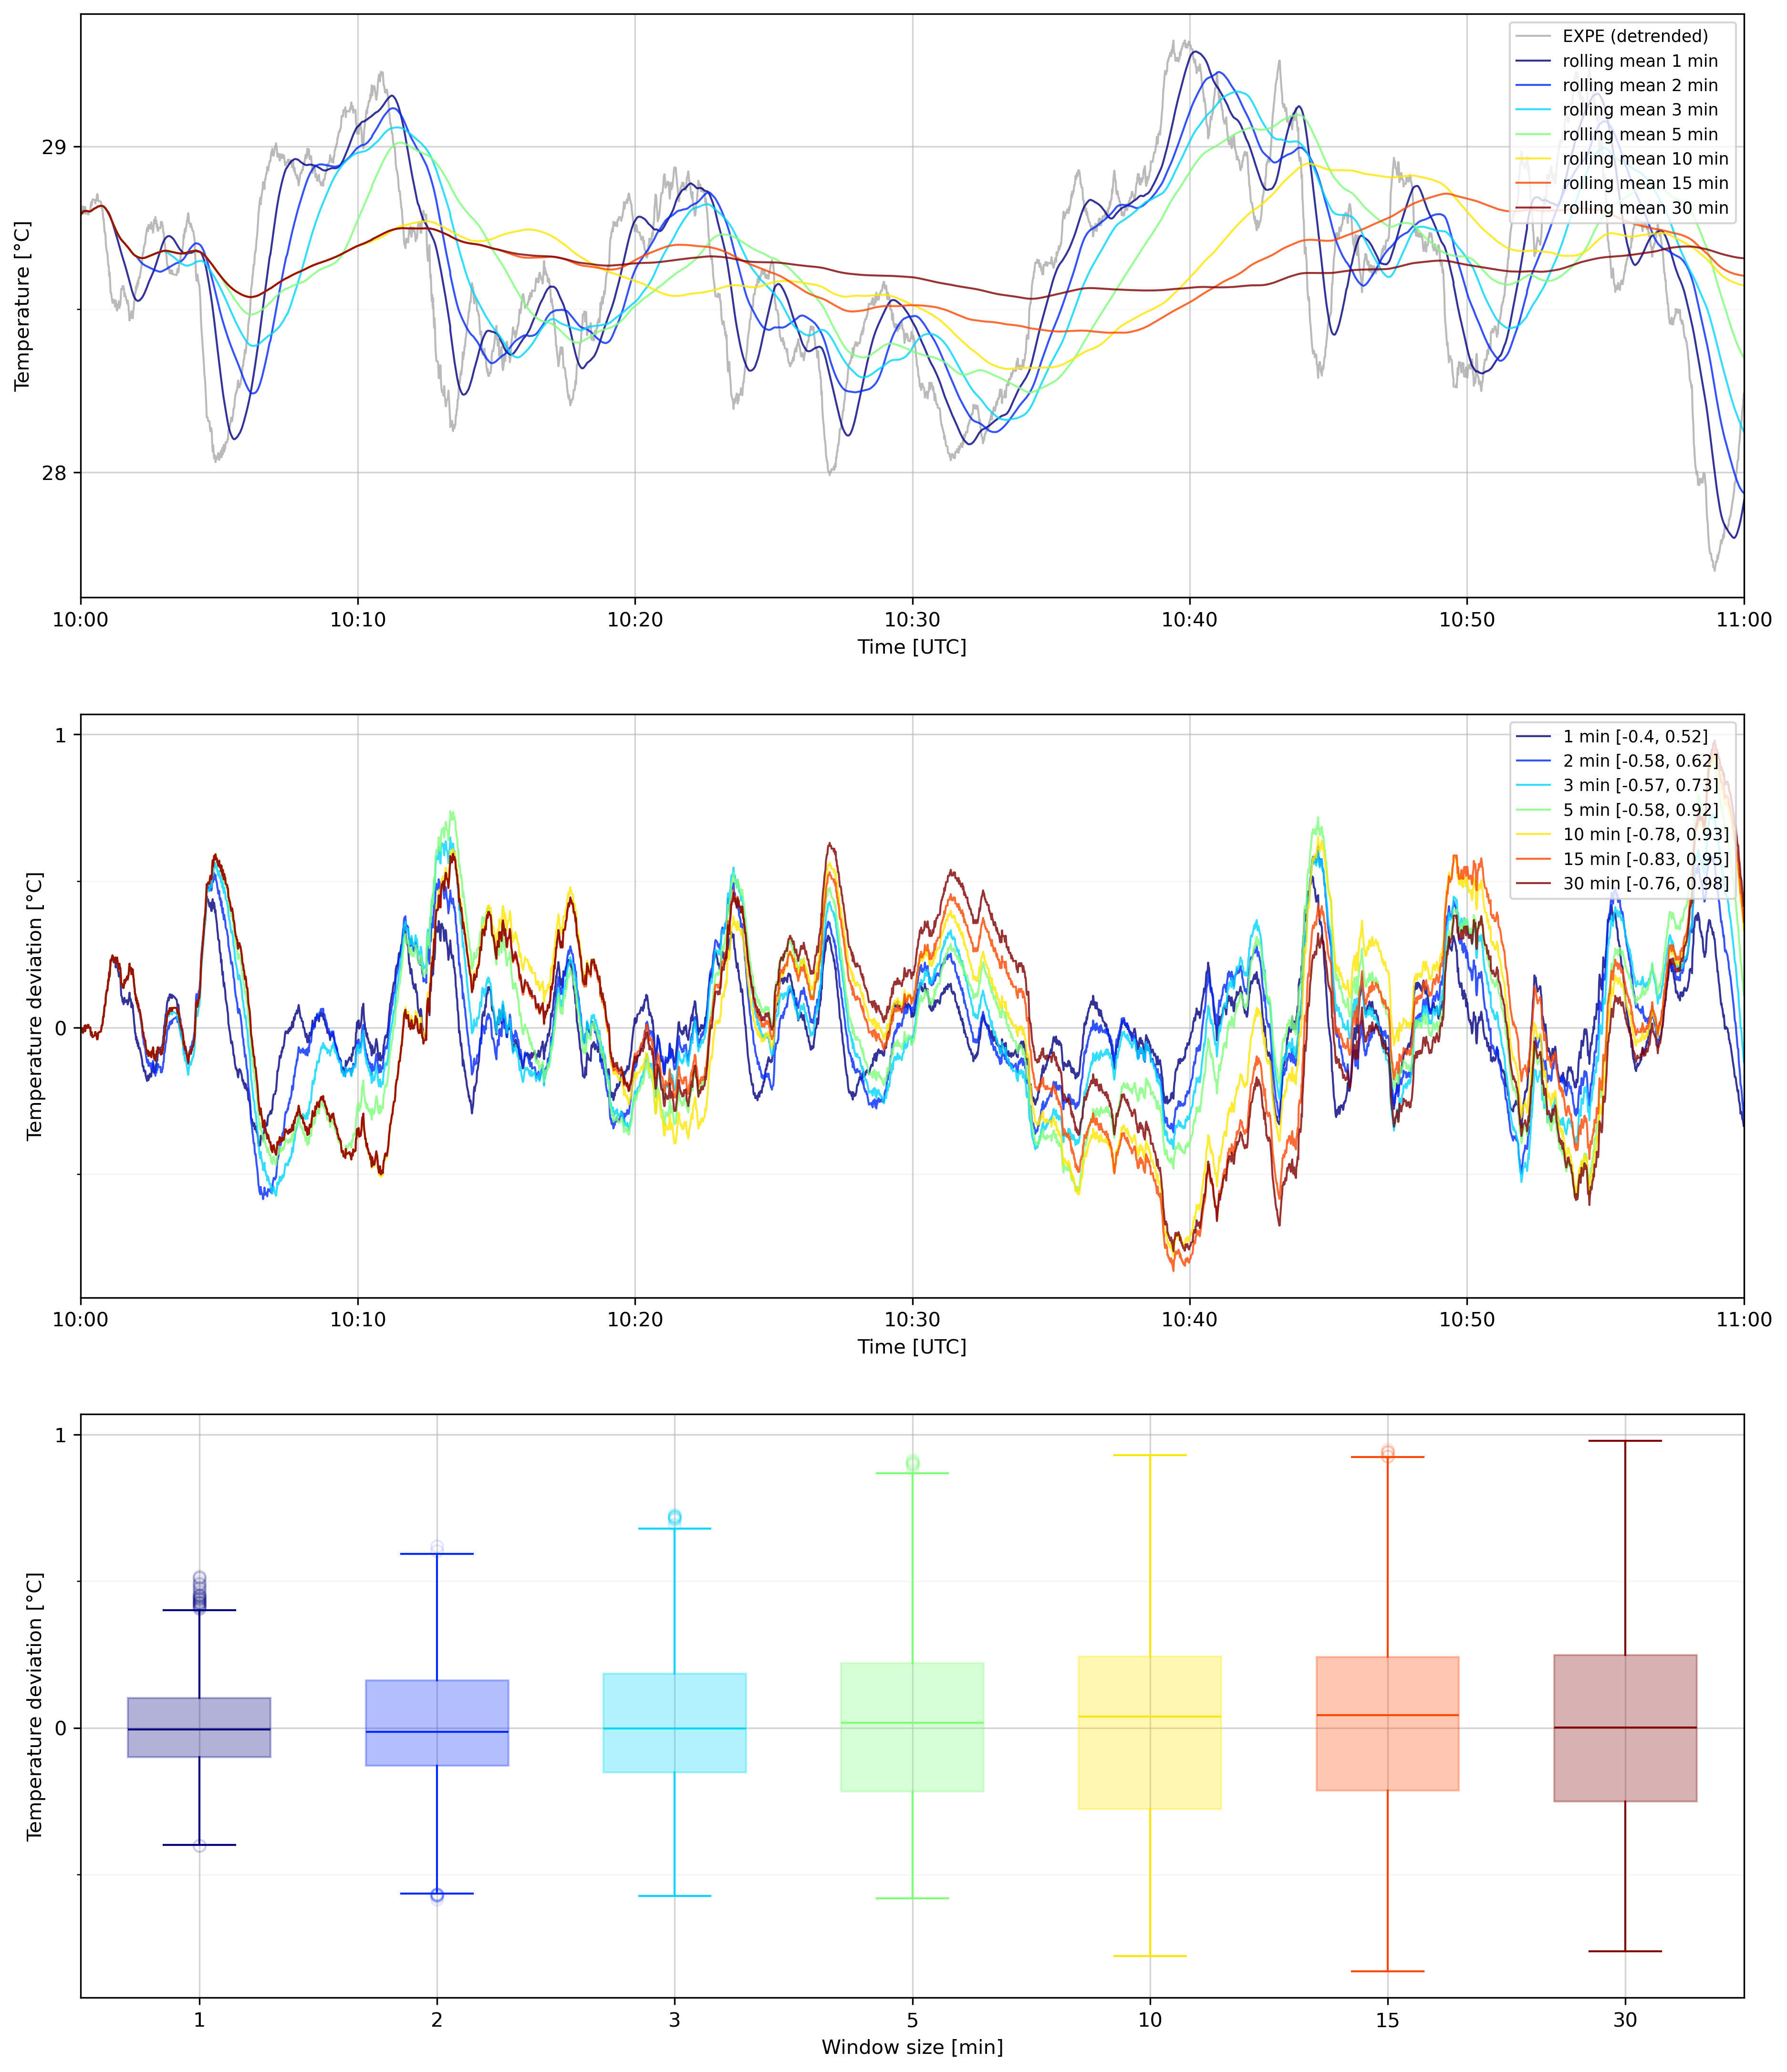 Temperature [°C]
29
28
EXPE (detrended)
rolling mean 1 min
rolling mean 2 min
rolling mean 3 min
rolling mean 5 min
rolling mean 10 min
rolling mean 15 min
rolling mean 30 min
10:00 10:10 10:20 10:30 10:40 10:50 11:00
Time [UTC]
Temperature deviation [°C]
1
0
1 min [-0.4, 0.52]
2 min [-0.58, 0.62]
3 min [-0.57, 0.73]
5 min [-0.58, 0.92]
10 min [-0.78, 0.93]
15 min [-0.83, 0.95]
30 min [-0.76, 0.98]
10:00 10:10 10:20 10:30 10:40 10:50 11:00
Time [UTC]
Temperature deviation [°C]
1
0
1 2 3 5 10 15 30
Window size [min]